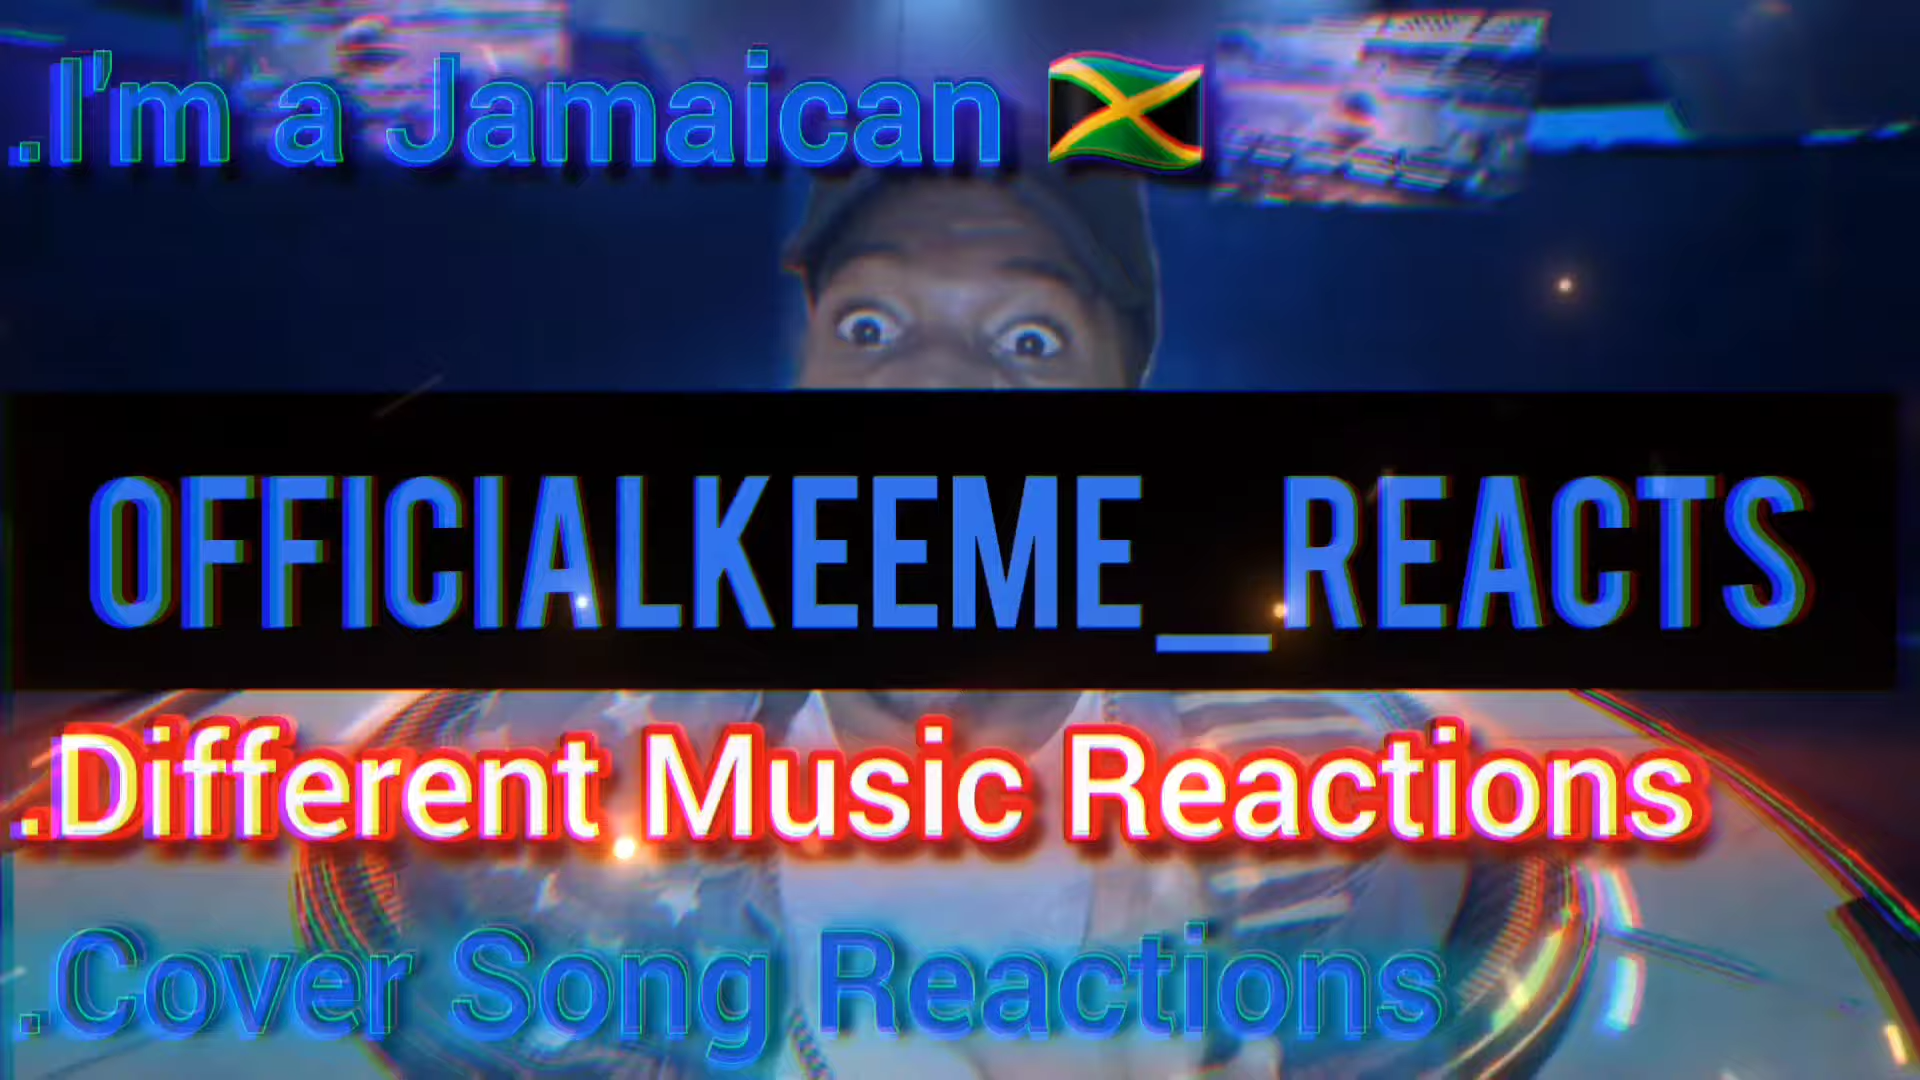 .I'm a Jamaican 🇯🇲
OFFICIALKEEME_REACTS
.Different Music Reactions
.Cover Song Reactions